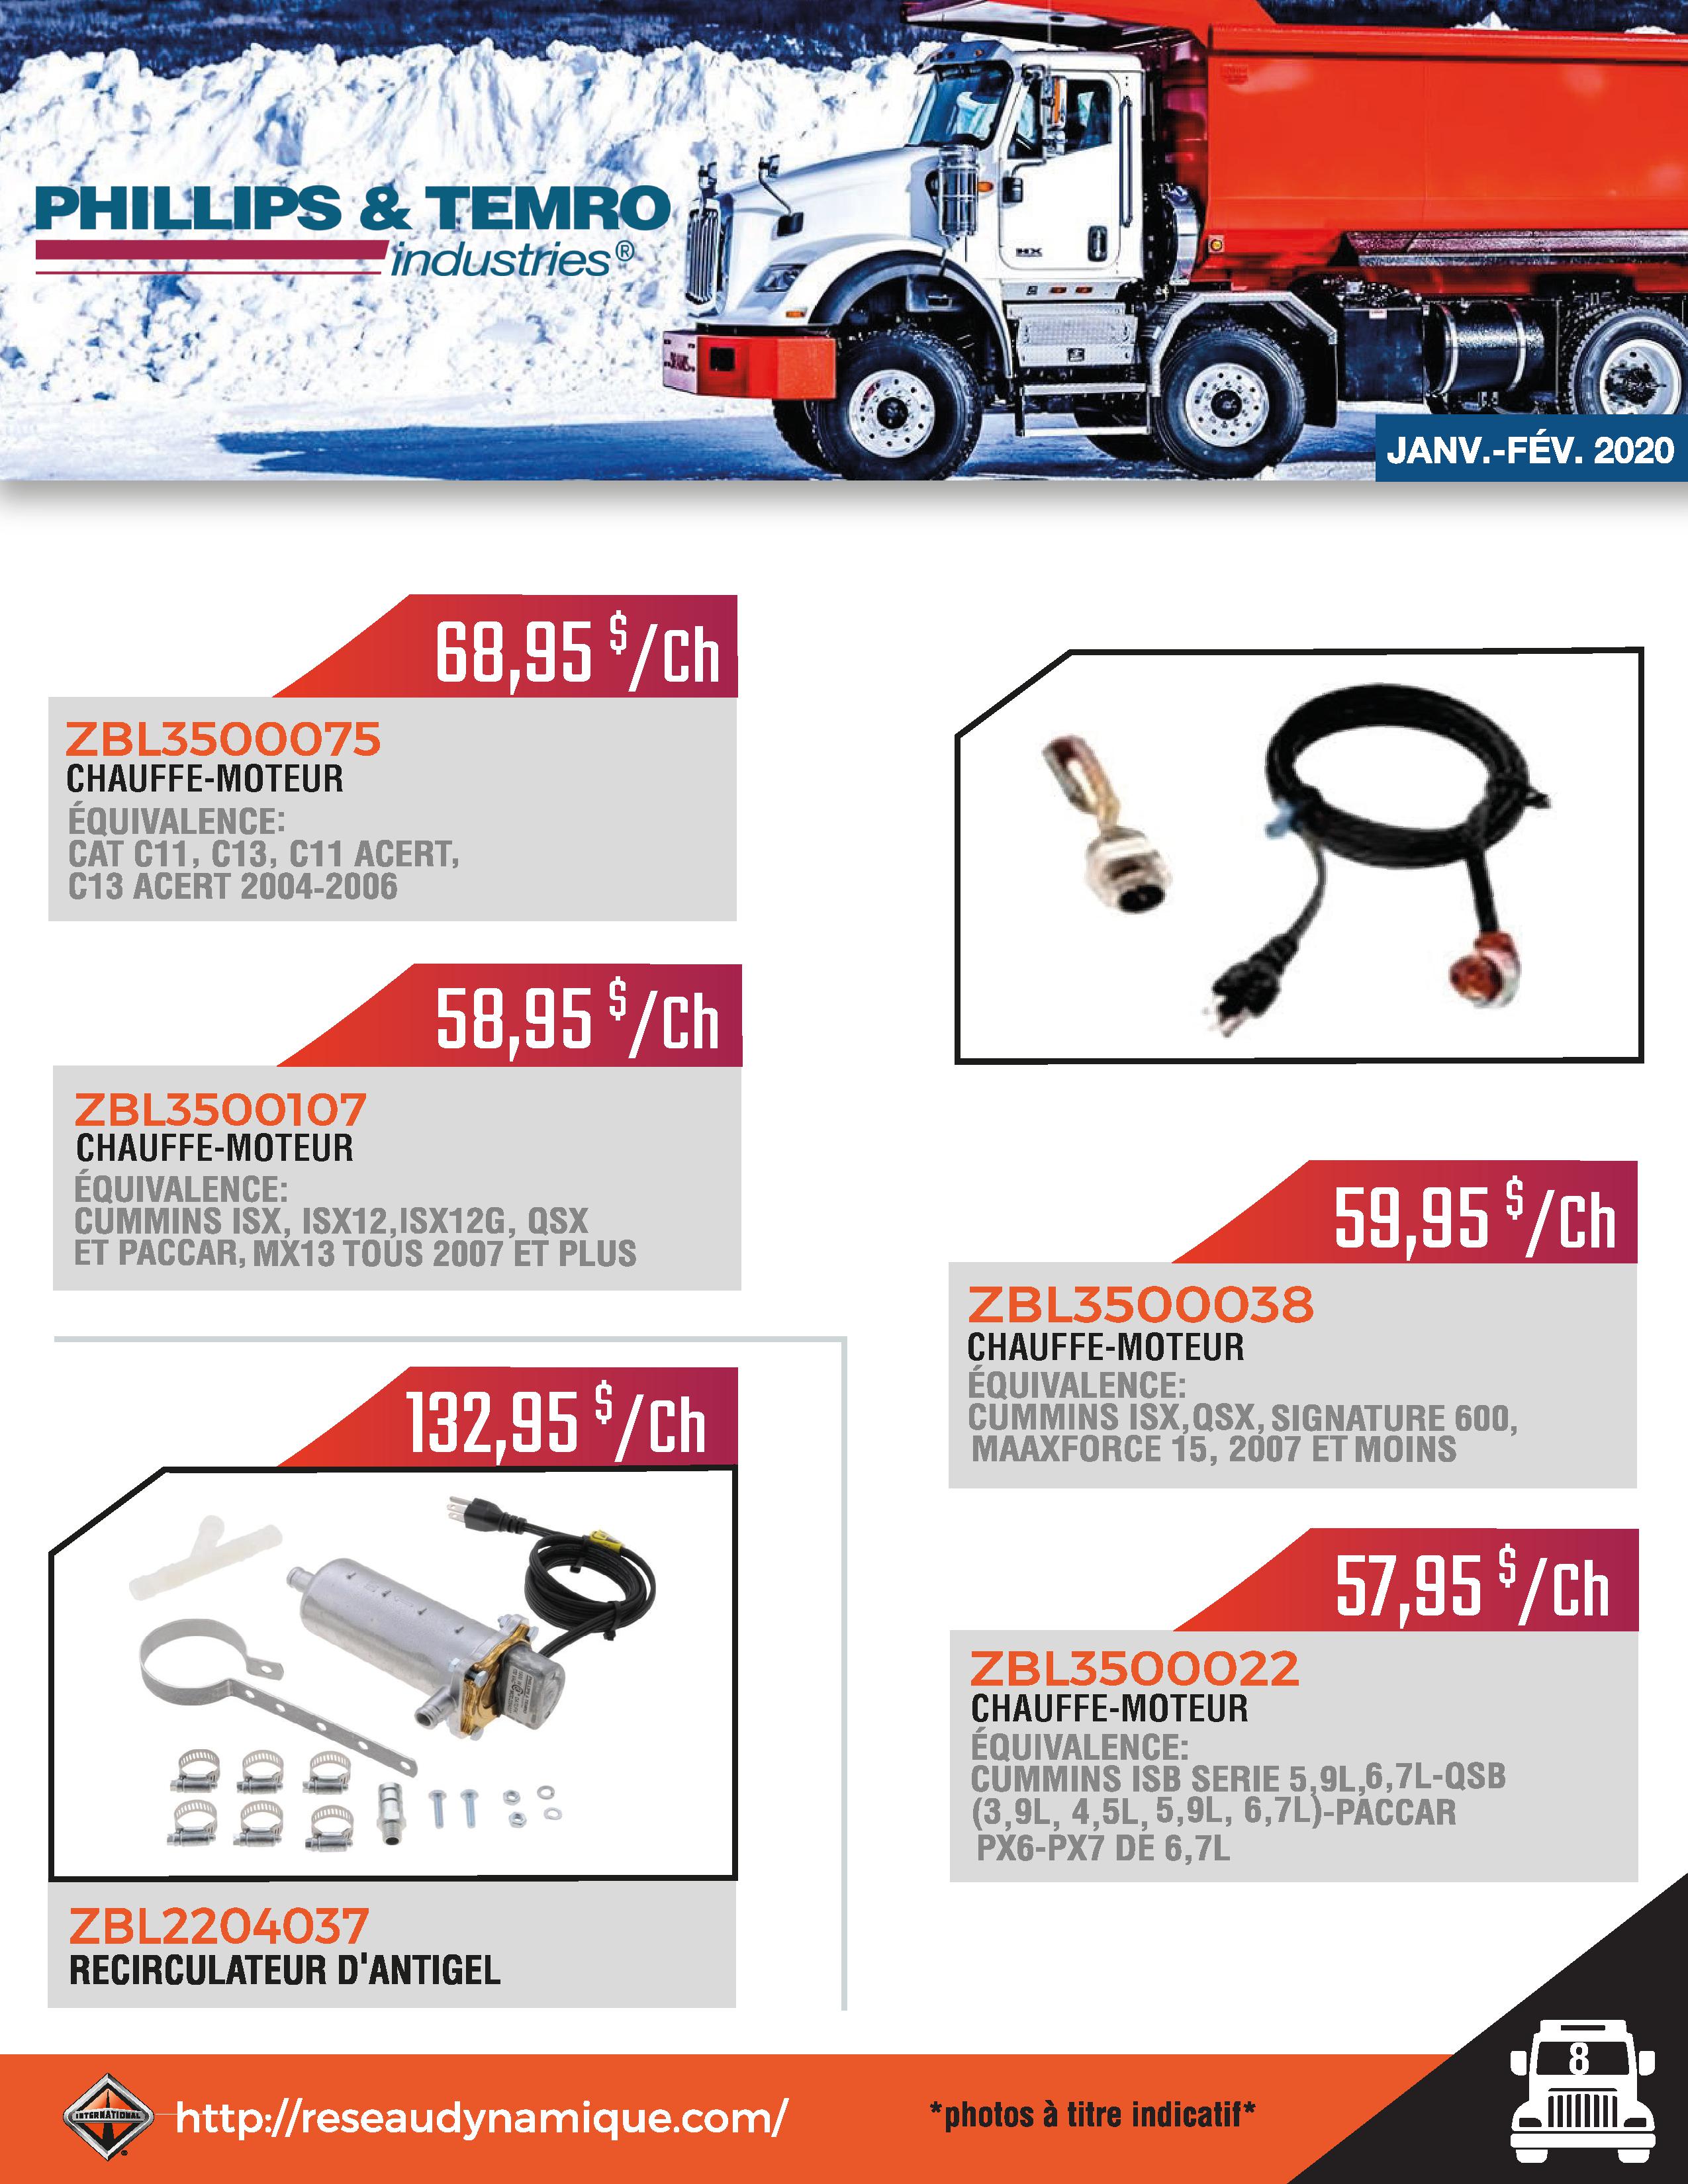 PHILLIPS & TEMRO
industries®
HX
JANV.-FÉV. 2020
68,95 $/Ch
ZBL3500075
CHAUFFE-MOTEUR
ÉQUIVALENCE:
CAT C11, C13, C11 ACERT,
C13 ACERT 2004-2006
58,95 $/Ch
ZBL3500107
CHAUFFE-MOTEUR
ÉQUIVALENCE:
CUMMINS ISX, ISX12,ISX12G, QSX
ET PACCAR, MX13 TOUS 2007 ET PLUS
132,95 $/Ch
ZBL2204037
RECIRCULATEUR D'ANTIGEL
59,95 $/Ch
ZBL3500038
CHAUFFE-MOTEUR
ÉQUIVALENCE:
CUMMINS ISX,QSX, SIGNATURE 600,
MAAXFORCE 15, 2007 ET MOINS
57,95 $/Ch
ZBL3500022
CHAUFFE-MOTEUR
ÉQUIVALENCE:
CUMMINS ISB SERIE 5,9L,6,7L-QSB
(3,9L, 4,5L, 5,9L, 6,7L)-PACCAR
PX6-PX7 DE 6,7L
INTERNATIONAL
http://reseaudynamique.com/
*photos à titre indicatif*
8